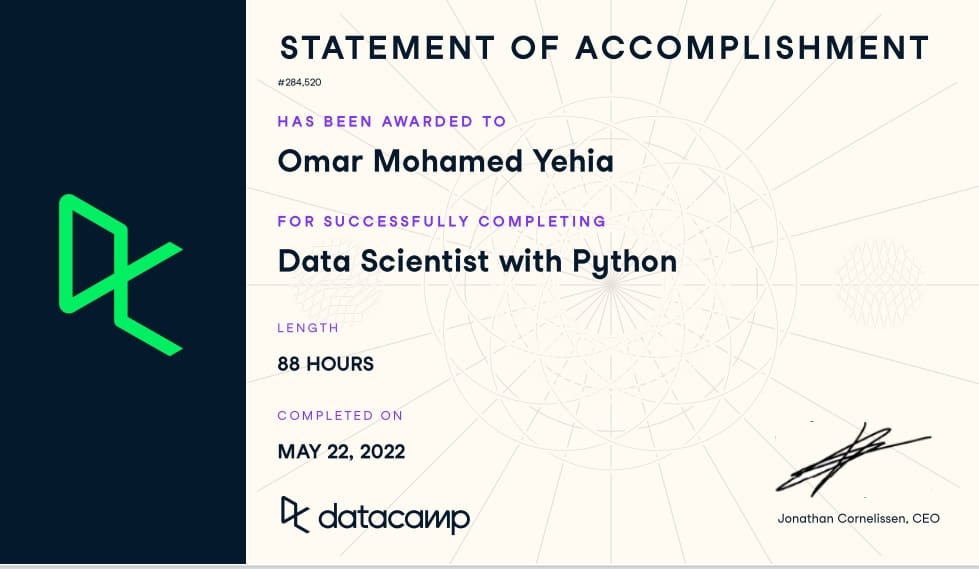 STATEMENT OF ACCOMPLISHMENT
#284,520
HAS BEEN AWARDED TO
Omar Mohamed Yehia
FOR SUCCESSFULLY COMPLETING
Data Scientist with Python
LENGTH
88 HOURS
COMPLETED ON
MAY 22, 2022
datacamp
Jonathan Cornelissen, CEO